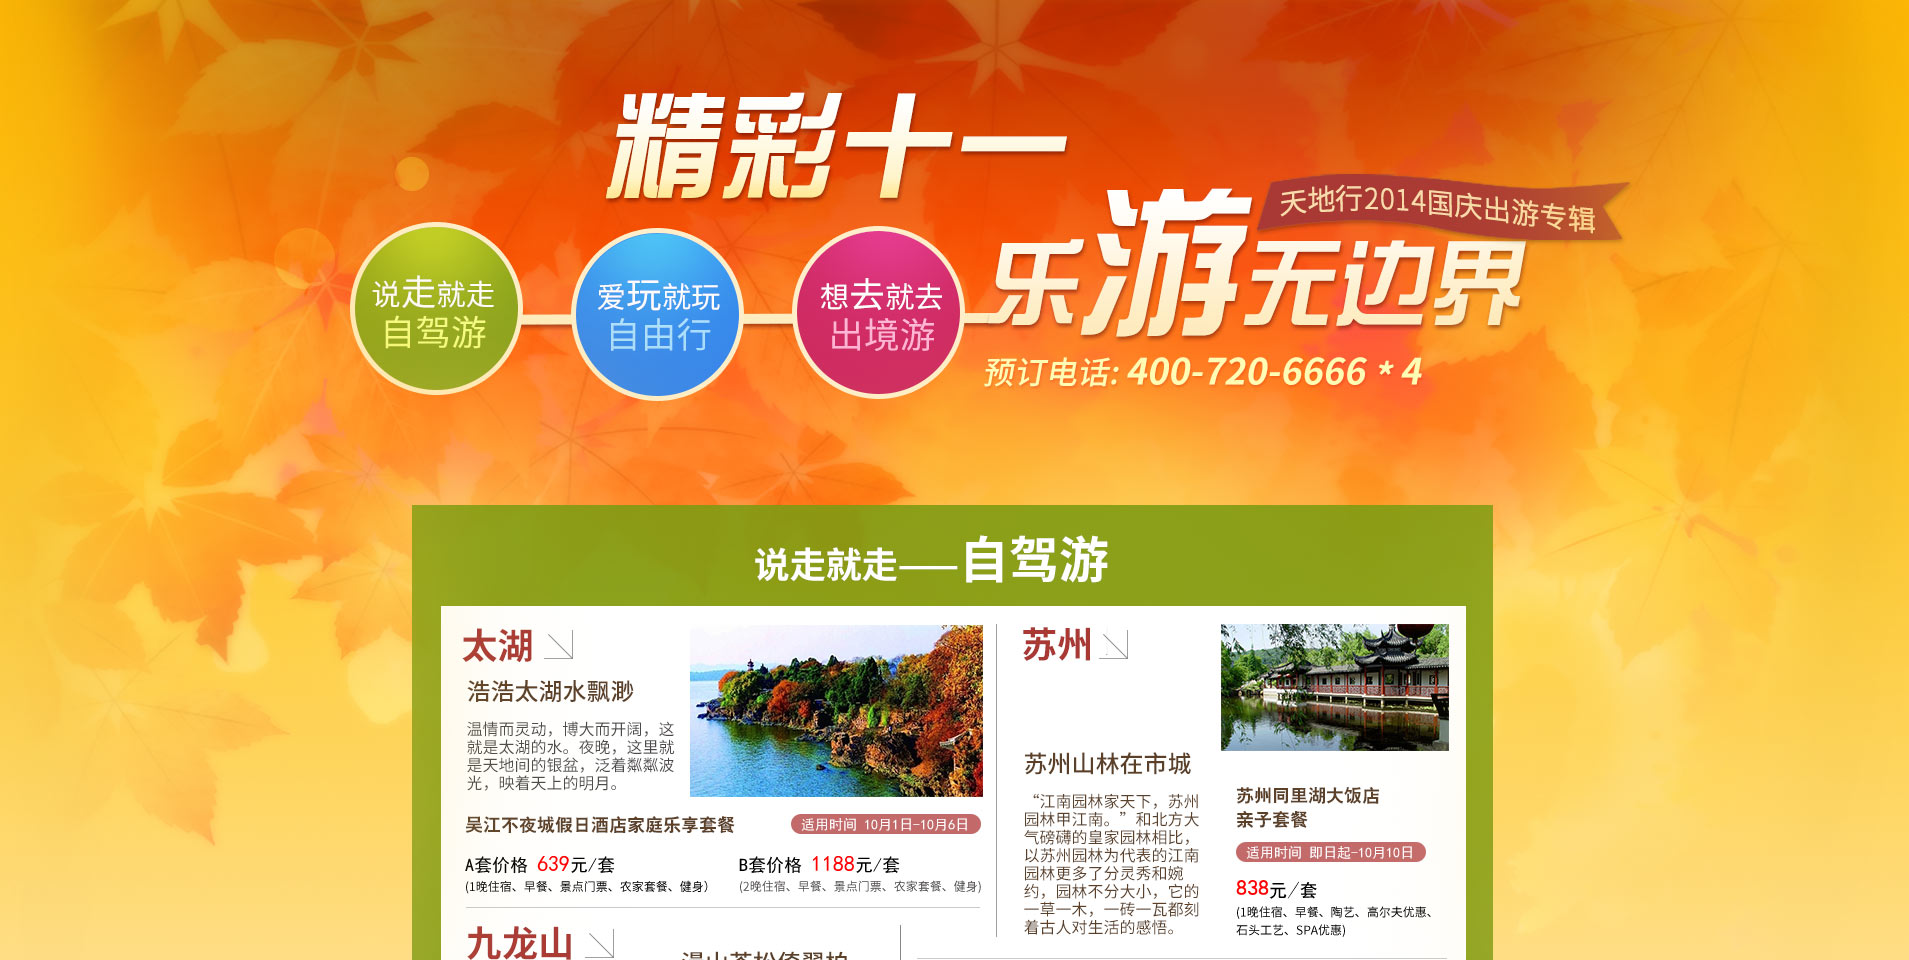 精彩十一
乐游无边界
天地行2014国庆出游专辑
说走就走
自驾游
爱玩就玩
自由行
想去就去
出境游
预订电话: 400-720-6666 * 4
说走就走——自驾游
太湖
浩浩太湖水飘渺
温情而灵动，博大而开阔，这
就是太湖的水。夜晚，这里就
是天地间的银盆，泛着粼粼波
光，映着天上的明月。
吴江不夜城假日酒店家庭乐享套餐
适用时间 10月1日-10月6日
A套价格 639元/套
(1晚住宿、早餐、景点门票、农家套餐、健身)
B套价格 1188元/套
(2晚住宿、早餐、景点门票、农家套餐、健身)
苏州
苏州山林在市城
“江南园林家天下，苏州
园林甲江南。”和北方大
气磅礴的皇家园林相比，
以苏州园林为代表的江南
园林更多了分灵秀和婉
约，园林不分大小，它的
一草一木，一砖一瓦都刻
着古人对生活的感悟。
苏州同里湖大饭店
亲子套餐
适用时间 即日起-10月10日
838元/套
(1晚住宿、早餐、陶艺、高尔夫优惠、
石头工艺、SPA优惠)
九龙山